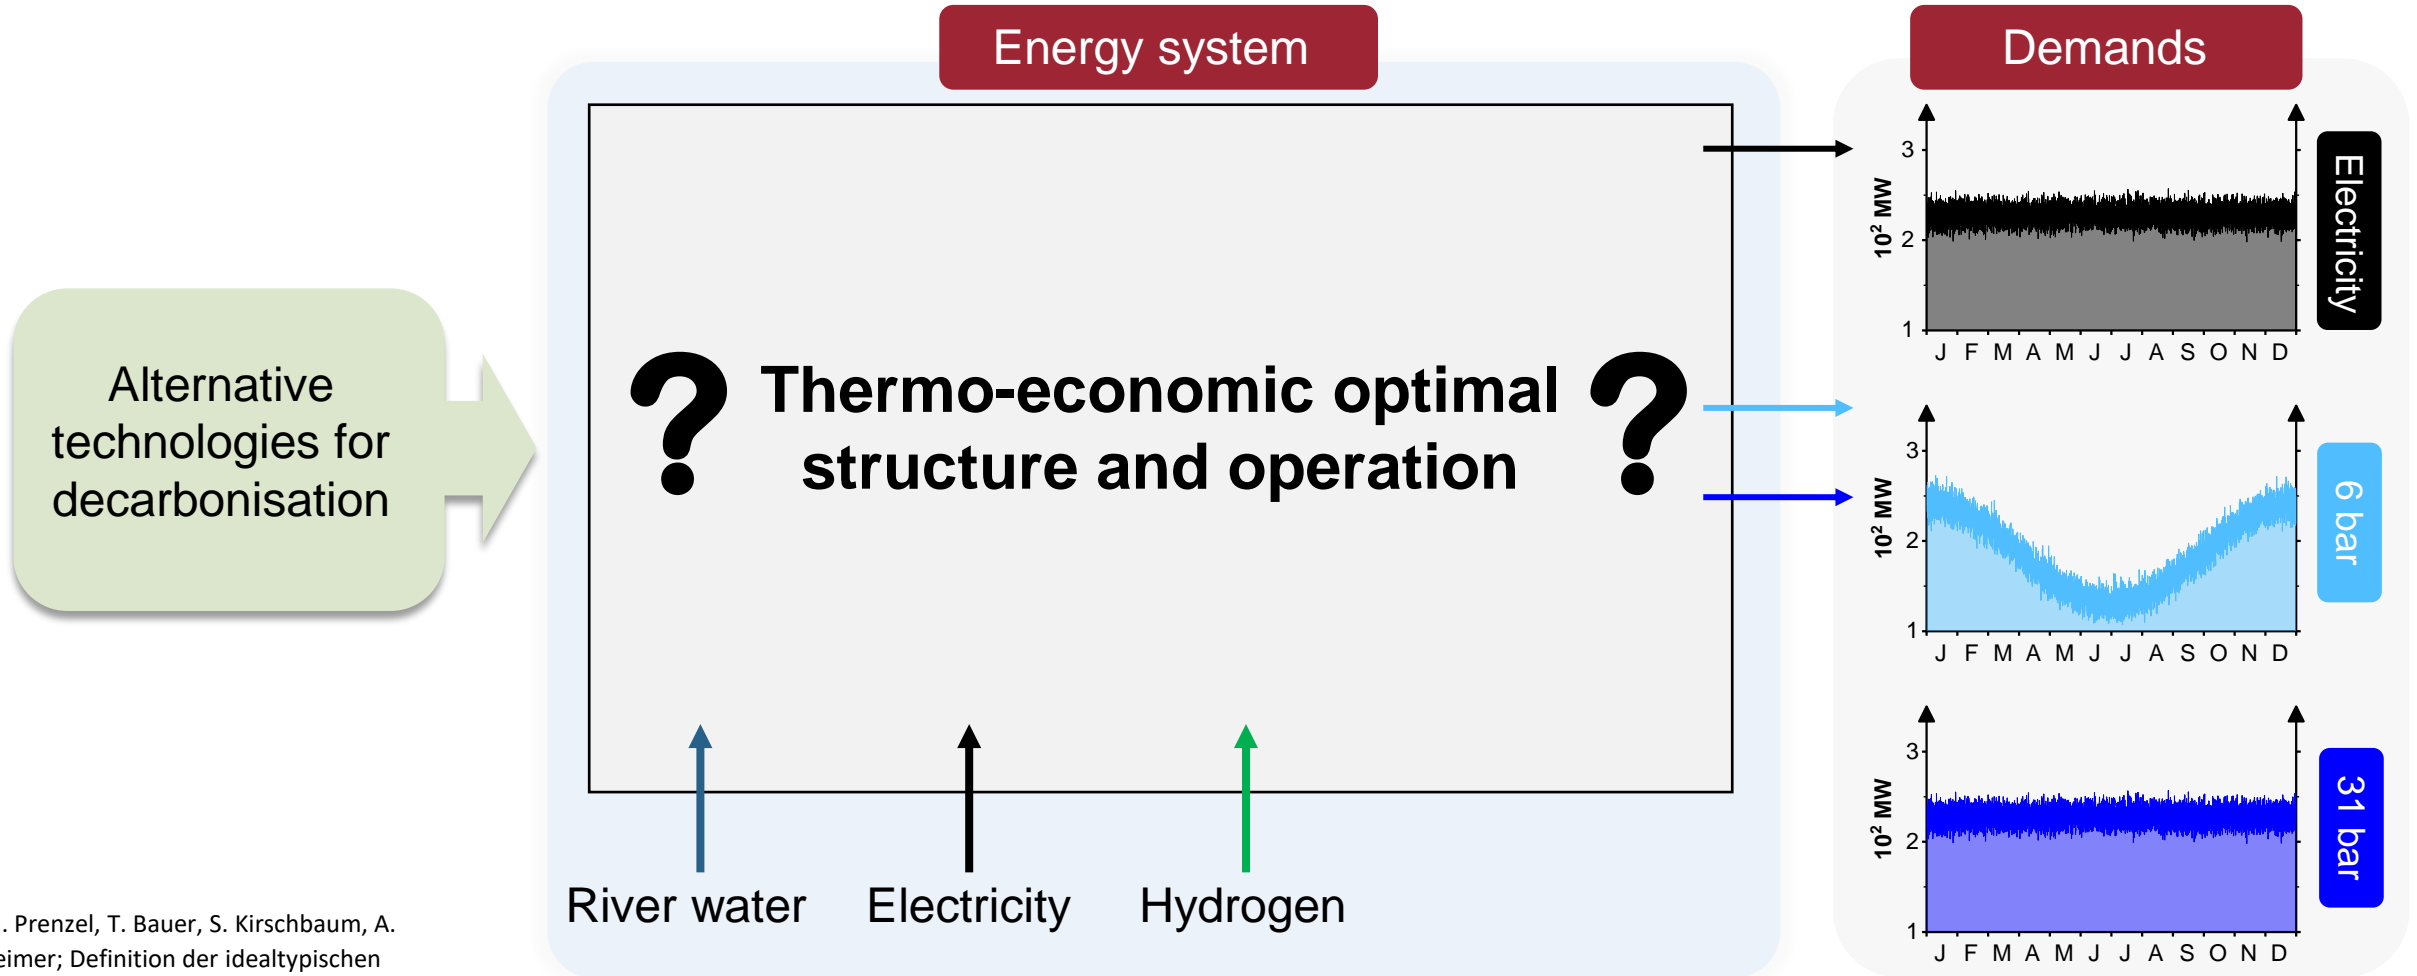 Energy system
Demands
Alternative
technologies for
decarbonisation
? Thermo-economic optimal ?
structure and operation
River water
Electricity
Hydrogen
3
2
1
10² MW
J F M A M J J A S O N D
Electricity
3
2
1
10² MW
J F M A M J J A S O N D
6 bar
3
2
1
10² MW
J F M A M J J A S O N D
31 bar
. Prenzel, T. Bauer, S. Kirschbaum, A.
eimer; Definition der idealtypischen